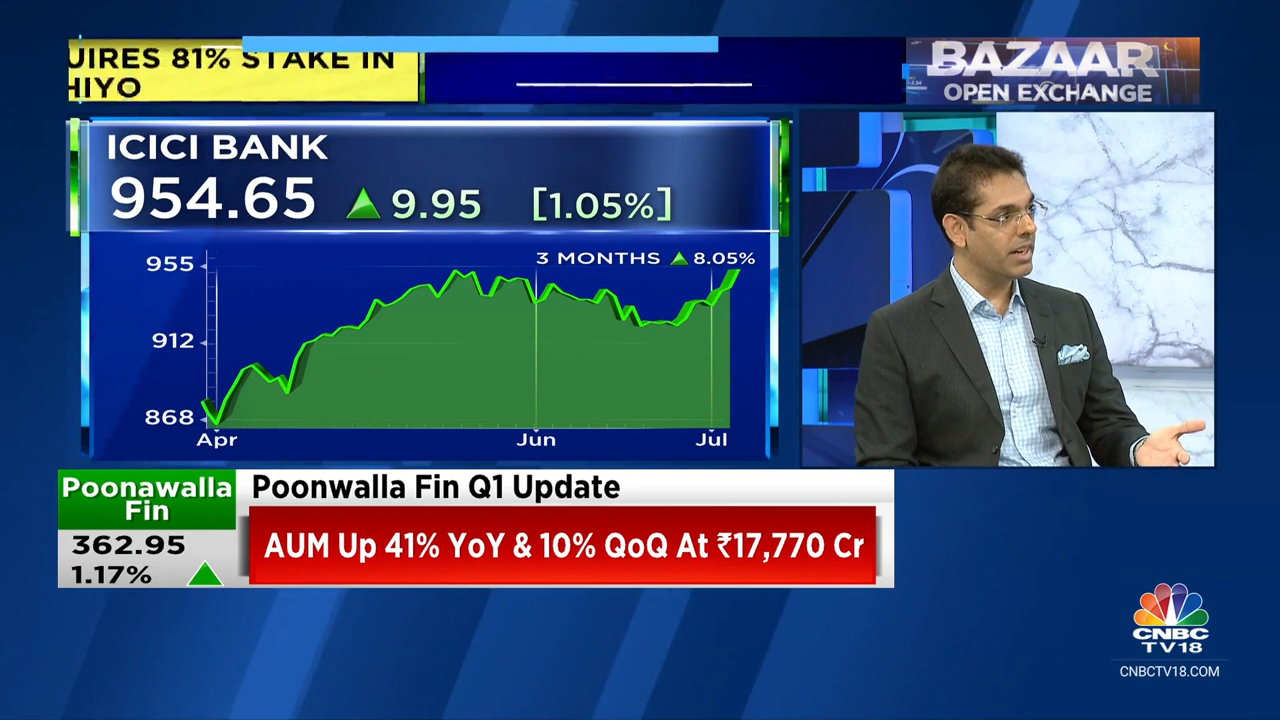 UIRES 81% STAKE IN
HIYO
BAZAAR
OPEN EXCHANGE
ICICI BANK
954.65 ▲ 9.95 [1.05%]
3 MONTHS ▲ 8.05%
955
912
868
Apr Jun Jul
Poonawalla
Fin
362.95
1.17%
Poonwalla Fin Q1 Update
AUM Up 41% YoY & 10% QoQ At ₹17,770 Cr
CNBC
TV18
CNBCTV18.COM